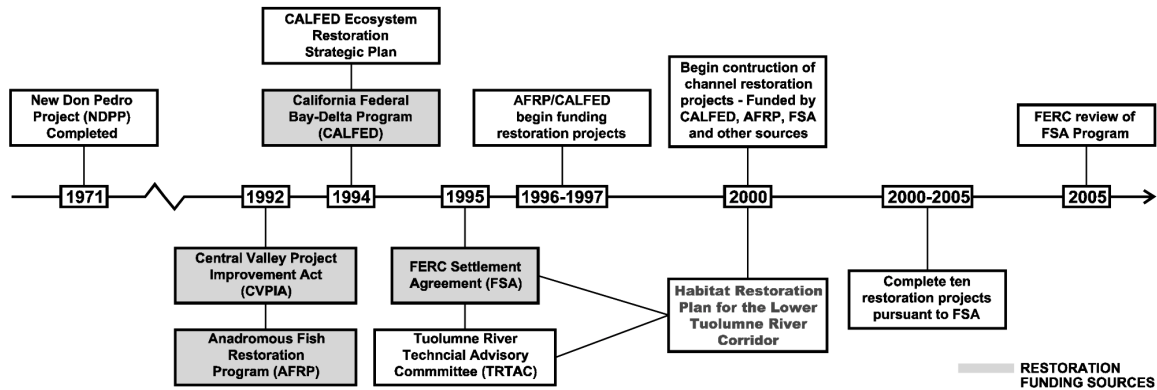 CALFED Ecosystem
Restoration
Strategic Plan
New Don Pedro
Project (NDPP)
Completed
California Federal
Bay-Delta Program
(CALFED)
AFRP/CALFED
begin funding
restoration projects
Begin contruction of
channel restoration
projects - Funded by
CALFED, AFRP, FSA
and other sources
FERC review of
FSA Program
1971
1992
1994
1995
1996-1997
2000
2000-2005
2005
Central Valley Project
Improvement Act
(CVPIA)
Anadromous Fish
Restoration
Program (AFRP)
FERC Settlement
Agreement (FSA)
Tuolumne River
Techncial Advisory
Commmittee (TRTAC)
Habitat Restoration
Plan for the Lower
Tuolumne River
Corridor
Complete ten
restoration projects
pursuant to FSA
RESTORATION
FUNDING SOURCES